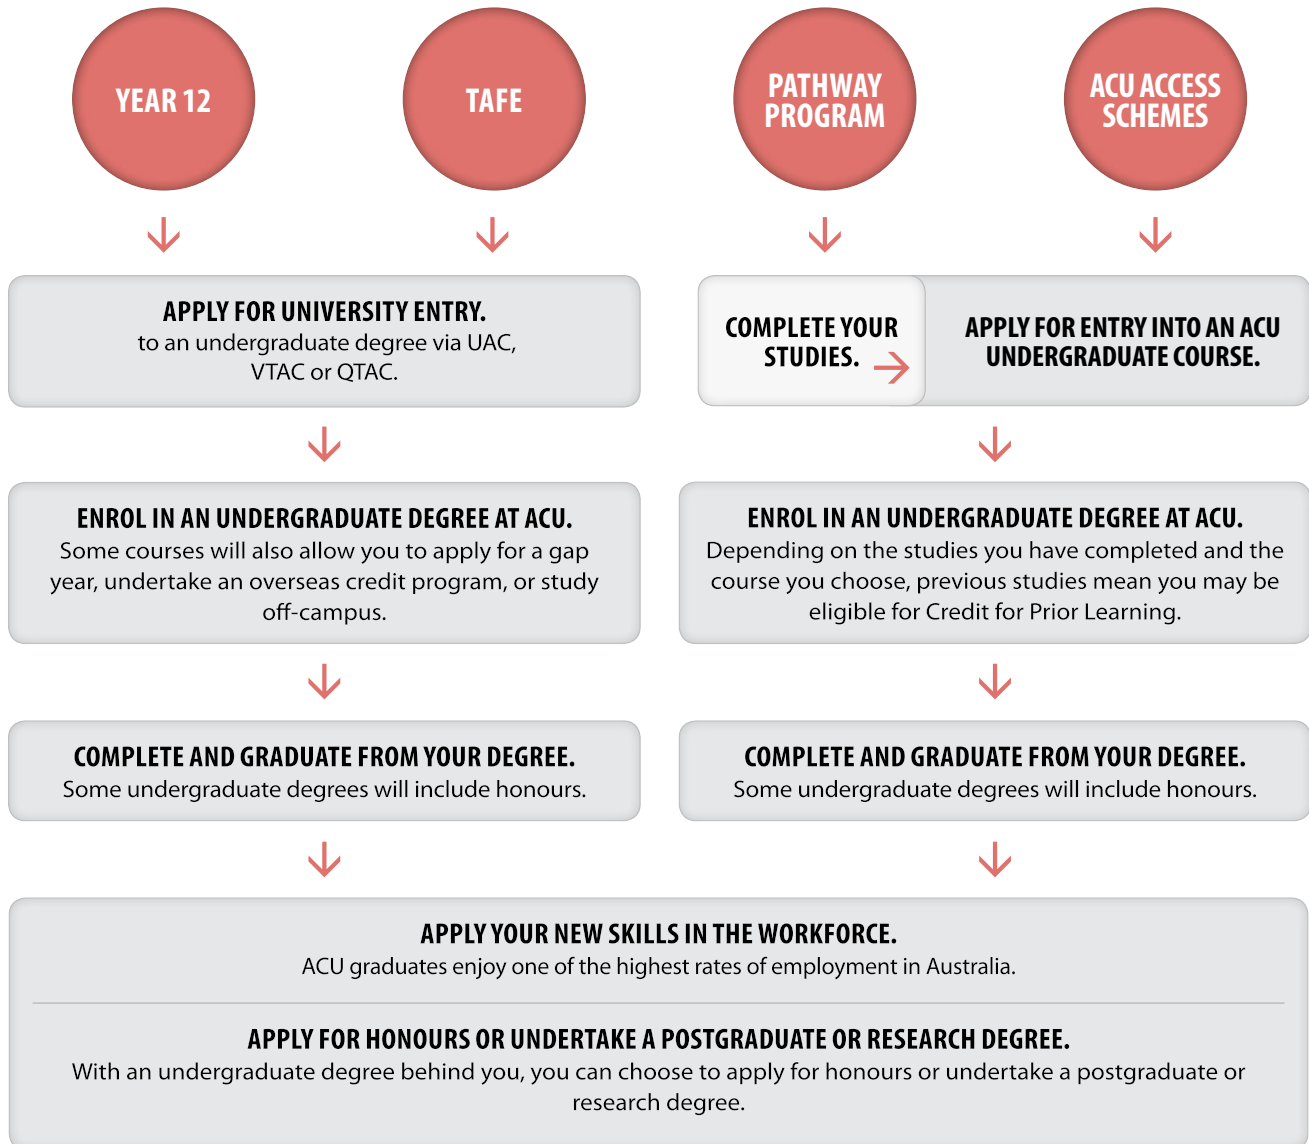 YEAR 12
TAFE
PATHWAY
PROGRAM
ACU ACCESS
SCHEMES
APPLY FOR UNIVERSITY ENTRY.
to an undergraduate degree via UAC,
VTAC or QTAC.
COMPLETE YOUR
STUDIES.
APPLY FOR ENTRY INTO AN ACU
UNDERGRADUATE COURSE.
ENROL IN AN UNDERGRADUATE DEGREE AT ACU.
Some courses will also allow you to apply for a gap
year, undertake an overseas credit program, or study
off-campus.
ENROL IN AN UNDERGRADUATE DEGREE AT ACU.
Depending on the studies you have completed and the
course you choose, previous studies mean you may be
eligible for Credit for Prior Learning.
COMPLETE AND GRADUATE FROM YOUR DEGREE.
Some undergraduate degrees will include honours.
COMPLETE AND GRADUATE FROM YOUR DEGREE.
Some undergraduate degrees will include honours.
APPLY YOUR NEW SKILLS IN THE WORKFORCE.
ACU graduates enjoy one of the highest rates of employment in Australia.
APPLY FOR HONOURS OR UNDERTAKE A POSTGRADUATE OR RESEARCH DEGREE.
With an undergraduate degree behind you, you can choose to apply for honours or undertake a postgraduate or
research degree.